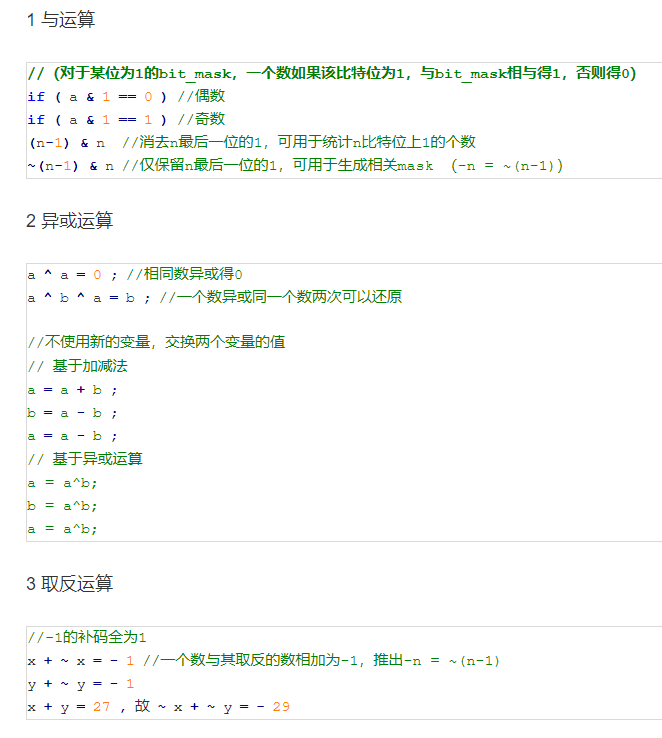 1 与运算
// (对于某位为1的bit_mask, 一个数如果该比特位为1, 与bit_mask相与得1, 否则得0)
if ( a & 1 == 0 ) //偶数
if ( a & 1 == 1 ) //奇数
(n-1) & n  //消去n最后一位的1, 可用于统计n比特位上1的个数
~(n-1) & n //仅保留n最后一位的1, 可用于生成相关mask  (-n = ~(n-1))
2 异或运算
a ^ a = 0 ; //相同数异或得0
a ^ b ^ a = b ; //一个数异或同一个数两次可以还原
//不使用新的变量, 交换两个变量的值
// 基于加减法
a = a + b ;
b = a - b ;
a = a - b ;
// 基于异或运算
a = a^b;
b = a^b;
a = a^b;
3 取反运算
//-1的补码全为1
x + ~ x = - 1 //一个数与其取反的数相加为-1, 推出-n = ~(n-1)
y + ~ y = - 1
x + y = 27 , 故 ~ x + ~ y = - 29